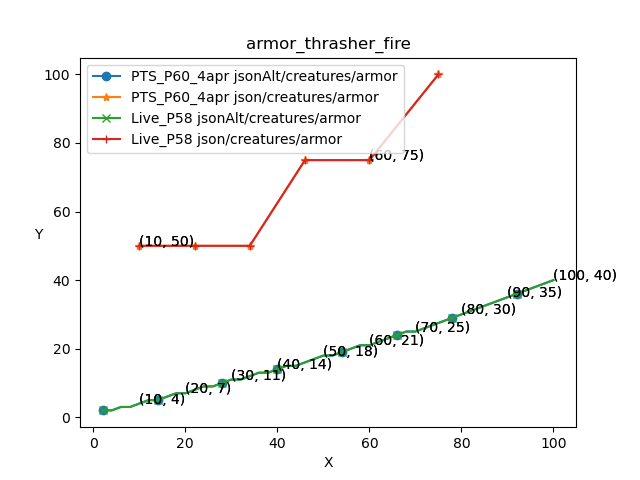 armor_thrasher_fire
PTS_P60_4apr jsonAlt/creatures/armor
PTS_P60_4apr json/creatures/armor
Live_P58 jsonAlt/creatures/armor
Live_P58 json/creatures/armor
100
80
60
40
20
0
Y
(60, 75)
(10, 50)
(100, 40)
(90, 35)
(80, 30)
(70, 25)
(60, 21)
(50, 18)
(40, 14)
(30, 11)
(20, 7)
(10, 4)
0 20 40 60 80 100
X